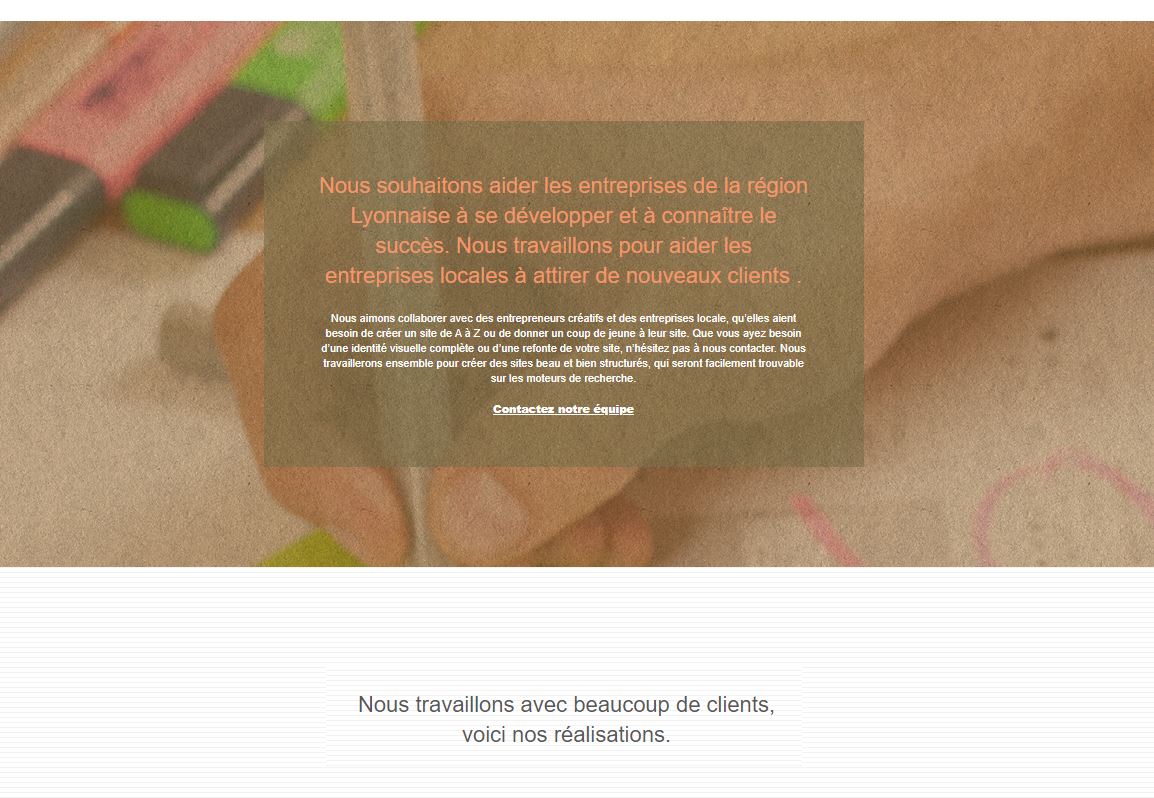 Nous souhaitons aider les entreprises de la région
Lyonnaise à se développer et à connaître le
succès. Nous travaillons pour aider les
entreprises locales à attirer de nouveaux clients .
Nous aimons collaborer avec des entrepreneurs créatifs et des entreprises locale, qu’elles aient
besoin de créer un site de A à Z ou de donner un coup de jeune à leur site. Que vous ayez besoin
d’une identité visuelle complète ou d’une refonte de votre site, n’hésitez pas à nous contacter. Nous
travaillerons ensemble pour créer des sites beau et bien structurés, qui seront facilement trouvable
sur les moteurs de recherche.
Contactez notre équipe
Nous travaillons avec beaucoup de clients,
voici nos réalisations.